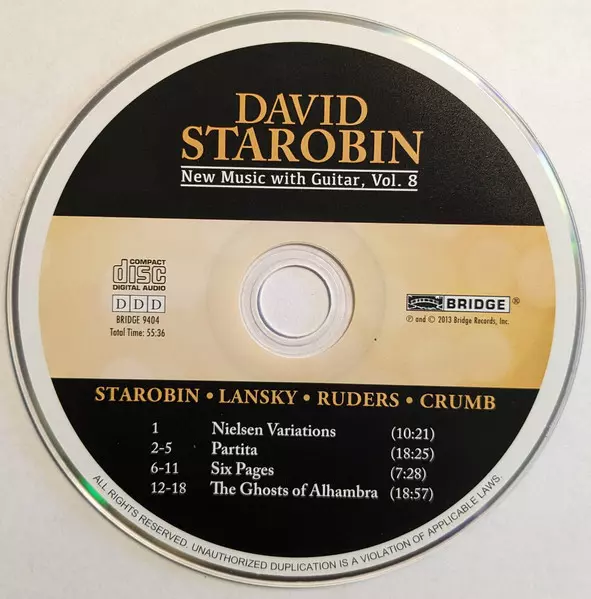 DAVID
STAROBIN
New Music with Guitar, Vol. 8
COMPACT
disc
DIGITAL AUDIO
D D D
BRIDGE 9404
Total Time: 55:36
BRIDGE®
℗ and © 2013 Bridge Records, Inc.
STAROBIN • LANSKY • RUDERS • CRUMB
1 Nielsen Variations (10:21)
2-5 Partita (18:25)
6-11 Six Pages (7:28)
12-18 The Ghosts of Alhambra (18:57)
ALL RIGHTS RESERVED. UNAUTHORIZED DUPLICATION IS A VIOLATION OF APPLICABLE LAWS.